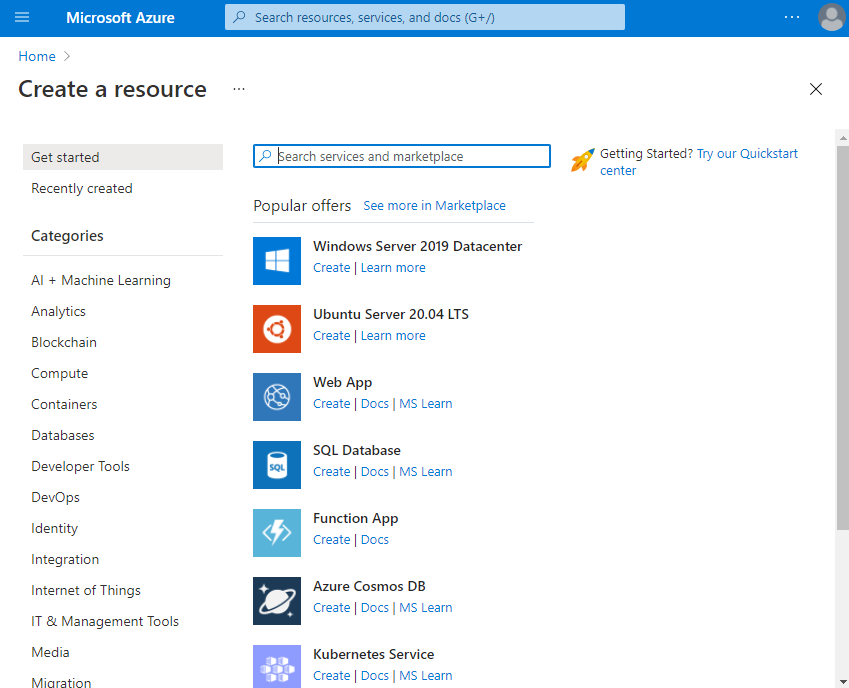 Microsoft Azure
Search resources, services, and docs (G+/)
...
Home >
Create a resource
...
Get started
Recently created
Categories
AI + Machine Learning
Analytics
Blockchain
Compute
Containers
Databases
Developer Tools
DevOps
Identity
Integration
Internet of Things
IT & Management Tools
Media
Migration
Search services and marketplace
Popular offers See more in Marketplace
Windows Server 2019 Datacenter
Create | Learn more
Ubuntu Server 20.04 LTS
Create | Learn more
Web App
Create | Docs | MS Learn
SQL
SQL Database
Create | Docs | MS Learn
Function App
Create | Docs
Azure Cosmos DB
Create | Docs | MS Learn
Kubernetes Service
Create | Docs | MS Learn
Getting Started? Try our Quickstart
center